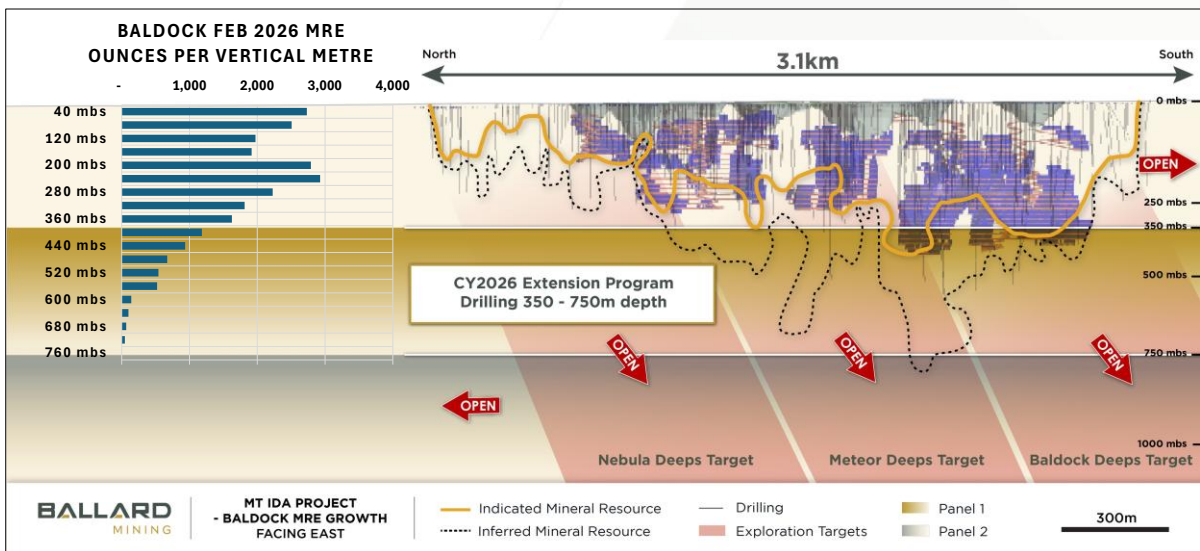 BALDOCK FEB 2026 MRE
OUNCES PER VERTICAL METRE
- 1,000 2,000 3,000 4,000
40 mbs
120 mbs
200 mbs
280 mbs
360 mbs
440 mbs
520 mbs
600 mbs
680 mbs
760 mbs
North
South
3.1km
0 mbs
OPEN
250 mbs
350 mbs
500 mbs
750 mbs
1000 mbs
CY2026 Extension Program
Drilling 350 - 750m depth
OPEN
OPEN
OPEN
OPEN
Nebula Deeps Target
Meteor Deeps Target
Baldock Deeps Target
BALLARD
MINING
MT IDA PROJECT
- BALDOCK MRE GROWTH
FACING EAST
Indicated Mineral Resource
Inferred Mineral Resource
Drilling
Exploration Targets
Panel 1
Panel 2
300m